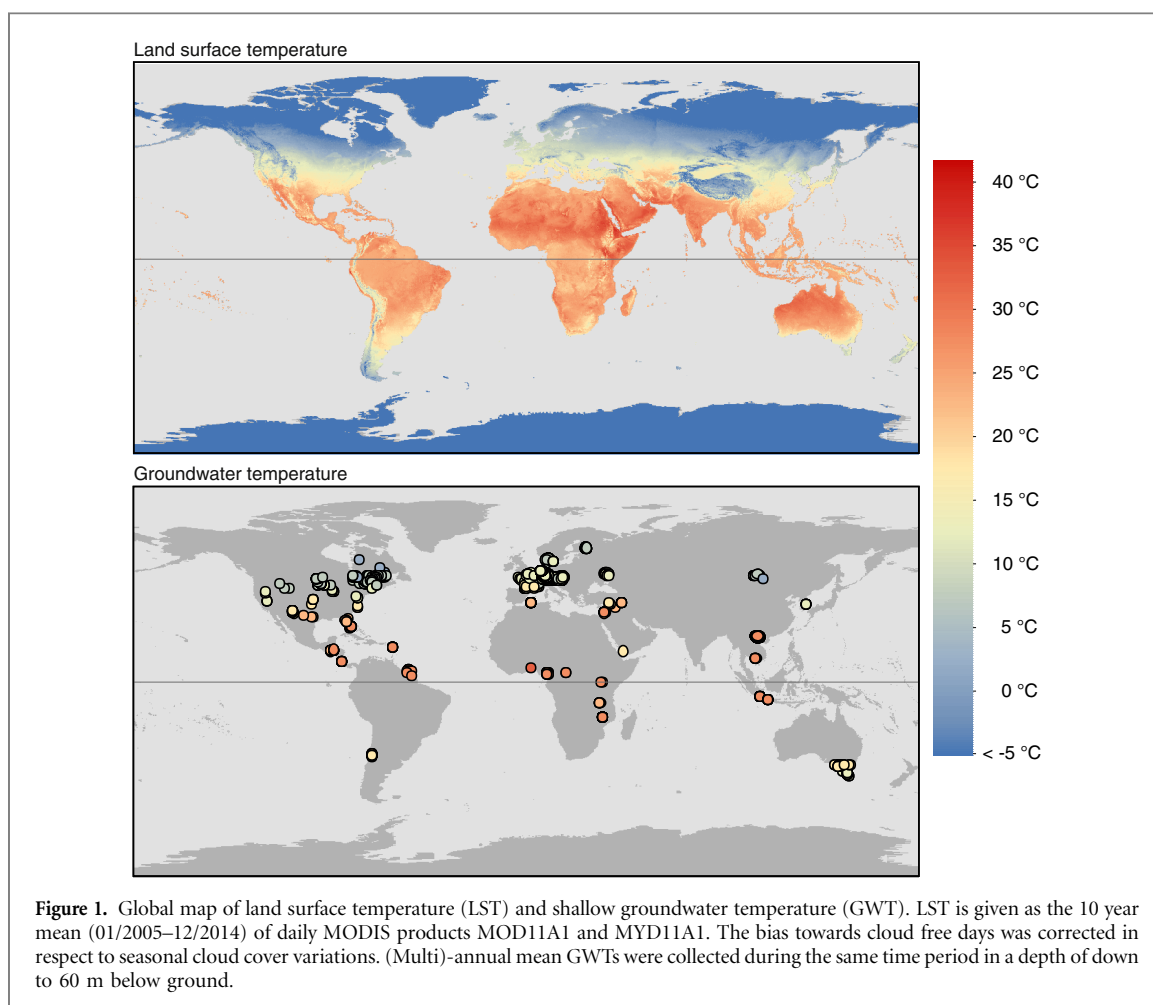 Land surface temperature
40 °C
35 °C
30 °C
25 °C
20 °C
15 °C
10 °C
5 °C
0 °C
< -5 °C
Groundwater temperature
Figure 1. Global map of land surface temperature (LST) and shallow groundwater temperature (GWT). LST is given as the 10 year
mean (01/2005–12/2014) of daily MODIS products MOD11A1 and MYD11A1. The bias towards cloud free days was corrected in
respect to seasonal cloud cover variations. (Multi)-annual mean GWTs were collected during the same time period in a depth of down
to 60 m below ground.